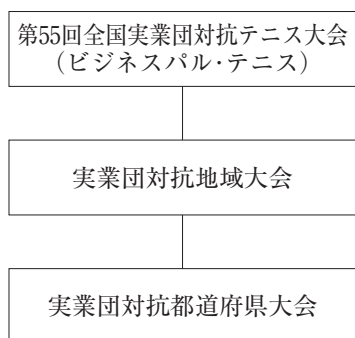 第55回全国実業団対抗テニス大会
（ビジネスパル・テニス）
実業団対抗地域大会
実業団対抗都道府県大会